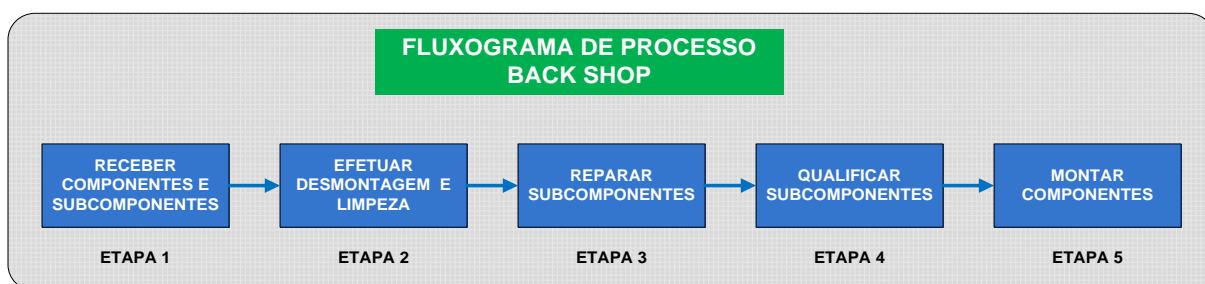 FLUXOGRAMA DE PROCESSO
BACK SHOP
RECEBER
COMPONENTES E
SUBCOMPONENTES
EFETUAR
DESMONTAGEM E
LIMPEZA
REPARAR
SUBCOMPONENTES
QUALIFICAR
SUBCOMPONENTES
MONTAR
COMPONENTES
ETAPA 1
ETAPA 2
ETAPA 3
ETAPA 4
ETAPA 5